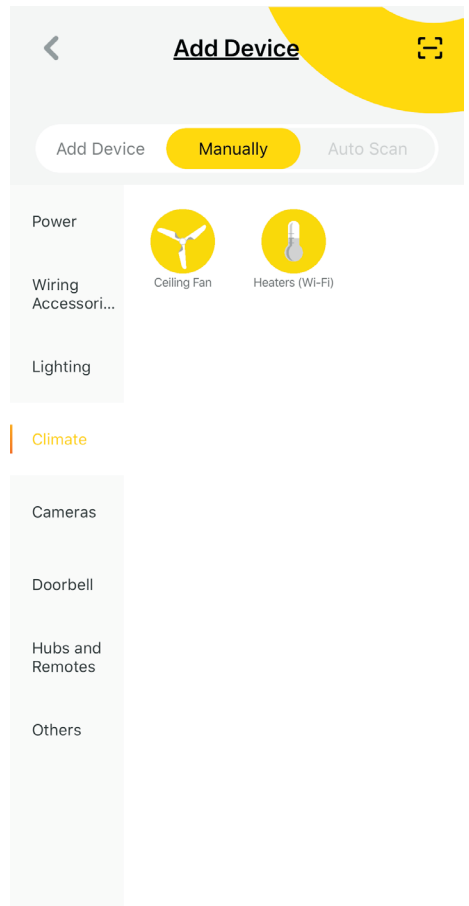 Add Device
Add Device
Manually
Auto Scan
Power
Wiring
Accessori...
Lighting
Climate
Cameras
Doorbell
Hubs and
Remotes
Others
Ceiling Fan
Heaters (Wi-Fi)